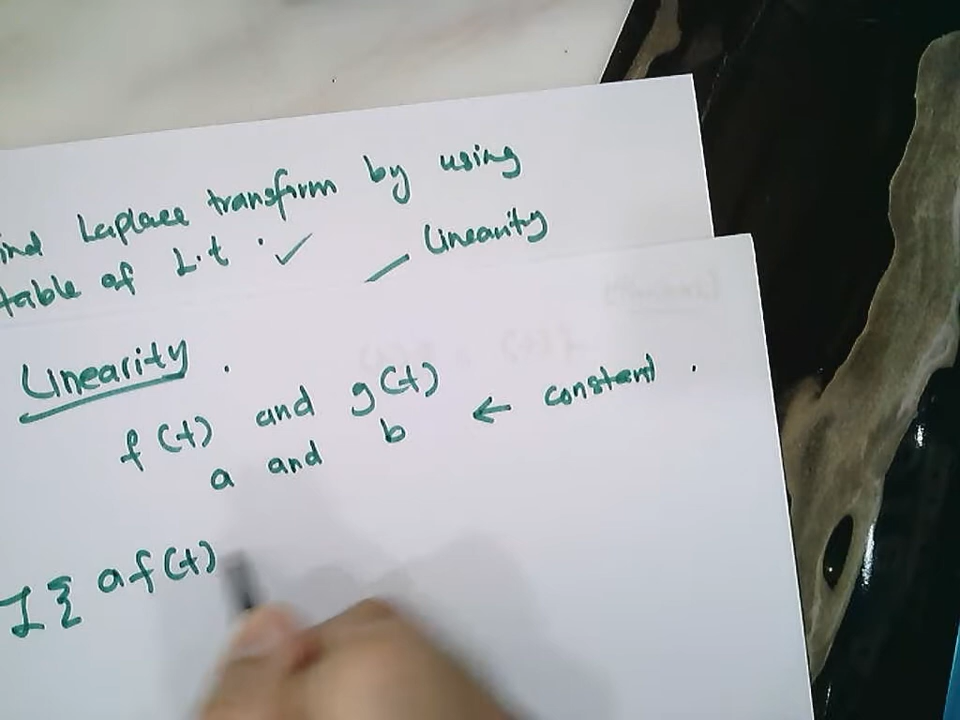 ind Laplace transform by using
table of L.t. ✓
Linearity
Linearity.
f(t) and g(t)
a and b ← constant.
L{ af(t)